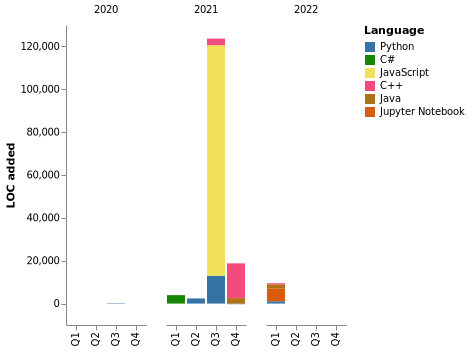 2020 2021 2022
Language
Python
C#
JavaScript
C++
Java
Jupyter Notebook
LOC added
120,000
100,000
80,000
60,000
40,000
20,000
0
Q1 Q2 Q3 Q4 Q1 Q2 Q3 Q4 Q1 Q2 Q3 Q4